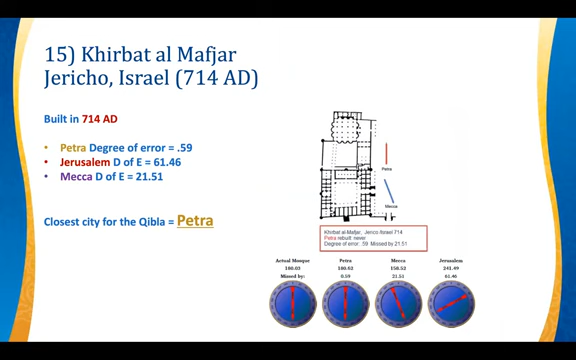 15) Khirbat al Mafjar
Jericho, Israel (714 AD)
Built in 714 AD
• Petra Degree of error = .59
• Jerusalem D of E = 61.46
• Mecca D of E = 21.51
Closest city for the Qibla = Petra
Petra
Mecca
Khirbat al-Mafjar, Jerico Israel 714
Petra rebuilt: never
Degree of error: .59 Missed by 21.51
Actual Mosque Petra Mecca Jerusalem
180.03 180.62 158.52 241.49
Missed by: 0.59 21.51 61.46